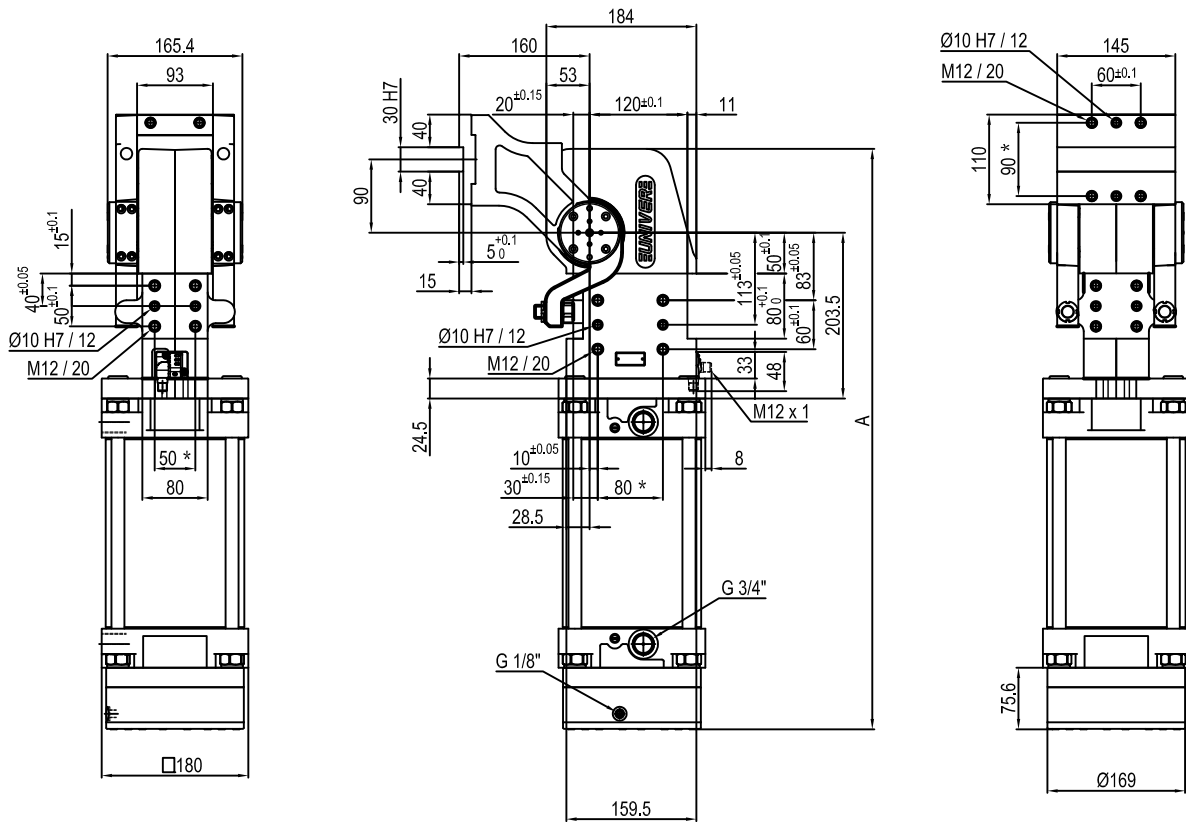 165.4
93
15±0.1
40±0.05
50±0.1
Ø10 H7 / 12
M12 / 20
50 *
80
□180
184
160
53
20±0.15
120±0.1
11
30 H7
40
90
40
5 +0.1 0
15
UNIVER
50±0.1
83±0.05
113±0.05
80 +0.1 0
60±0.1
203.5
Ø10 H7 / 12
M12 / 20
33
48
M12 x 1
24.5
10±0.05
8
30±0.15
80 *
28.5
A
G 3/4"
G 1/8"
159.5
Ø10 H7 / 12
M12 / 20
145
60±0.1
110
90 *
75.6
Ø169